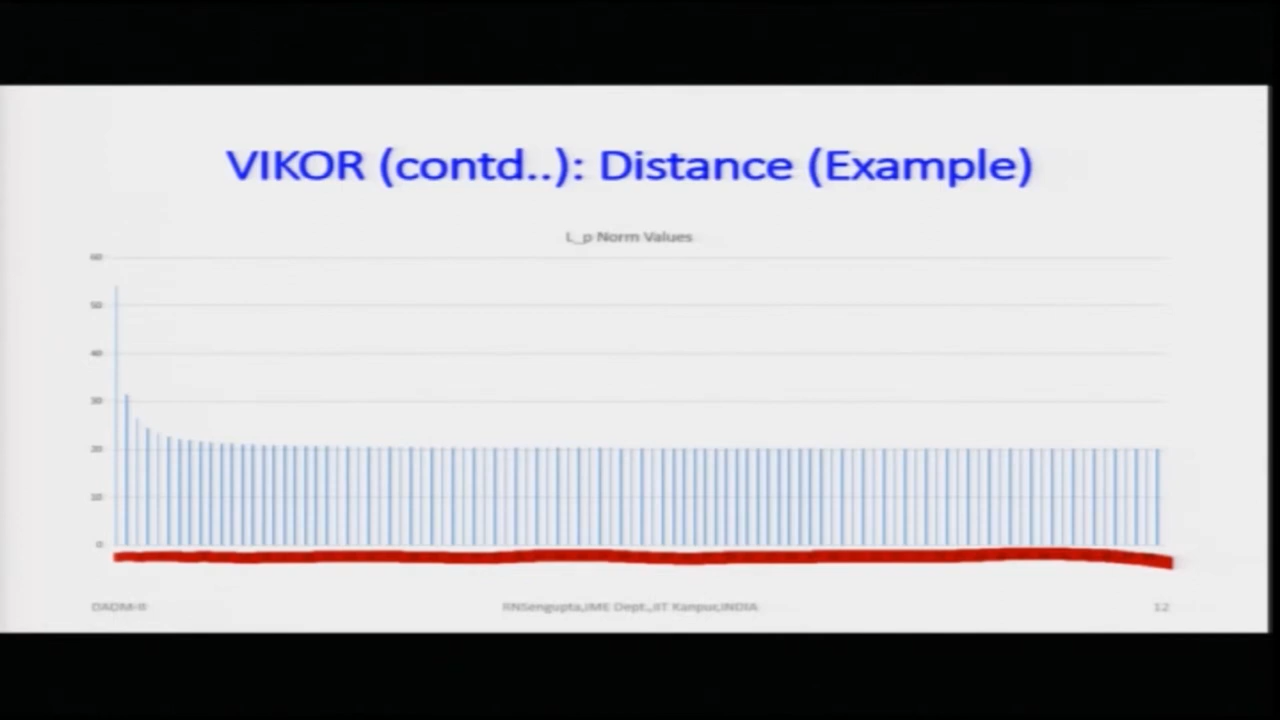 VIKOR (contd..): Distance (Example)
L_p Norm Values
60
50
40
30
20
10
0
DADM-II
RNSengupta,IME Dept.,IIT Kanpur,INDIA
12